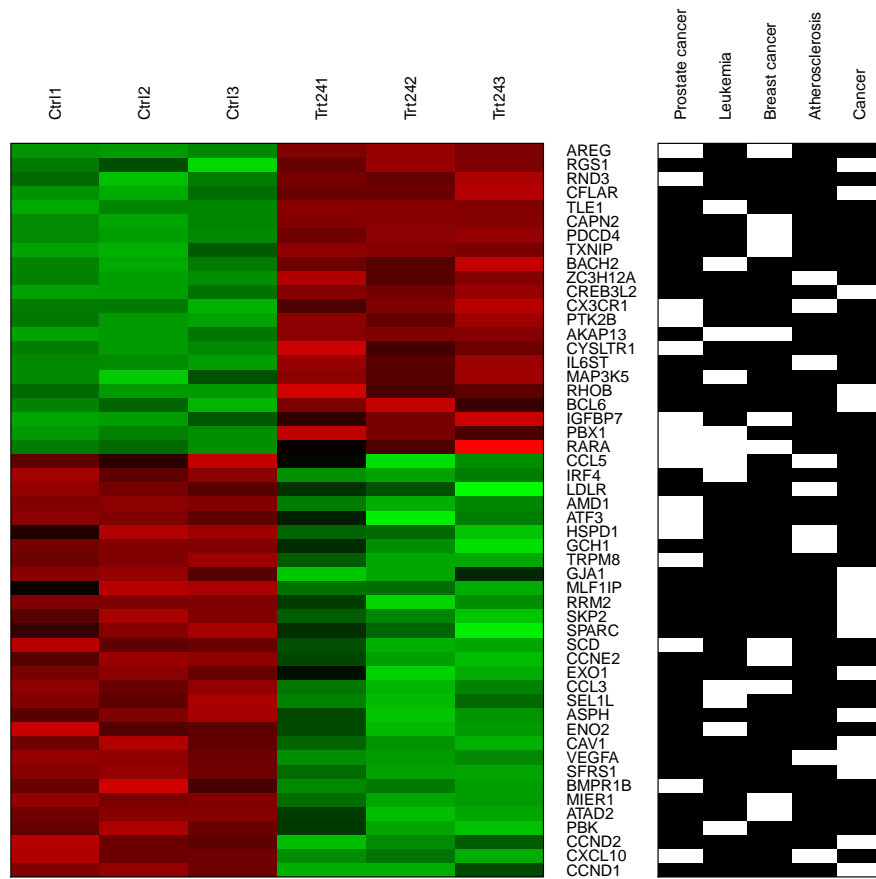 Ctrl1
Ctrl2
Ctrl3
Trt241
Trt242
Trt243
Prostate cancer
Leukemia
Breast cancer
Atherosclerosis
Cancer
AREG
RGS1
RND3
CFLAR
TLE1
CAPN2
PDCD4
TXNIP
BACH2
ZC3H12A
CREB3L2
CX3CR1
PTK2B
AKAP13
CYSLTR1
IL6ST
MAP3K5
RHOB
BCL6
IGFBP7
PBX1
RARA
CCL5
IRF4
LDLR
AMD1
ATF3
HSPD1
GCH1
TRPM8
GJA1
MLF1IP
RRM2
SKP2
SPARC
SCD
CCNE2
EXO1
CCL3
SEL1L
ASPH
ENO2
CAV1
VEGFA
SFRS1
BMPR1B
MIER1
ATAD2
PBK
CCND2
CXCL10
CCND1